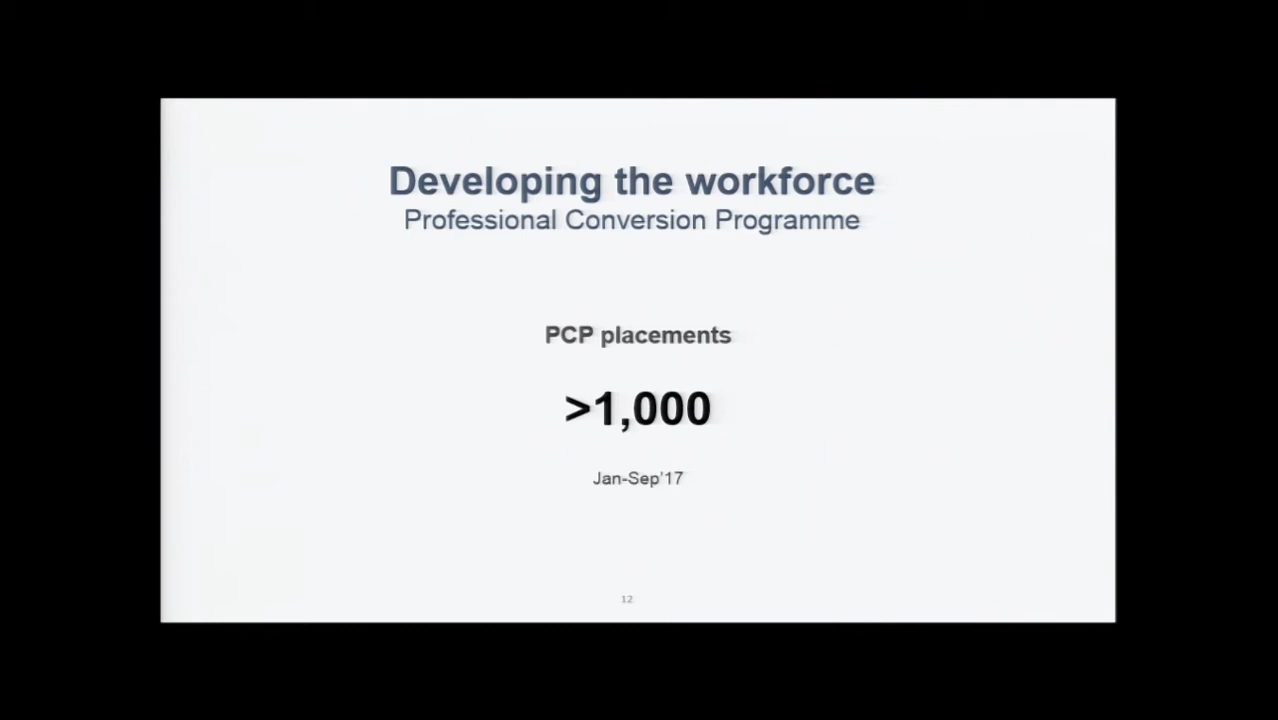 Developing the workforce
Professional Conversion Programme
PCP placements
>1,000
Jan-Sep'17
12